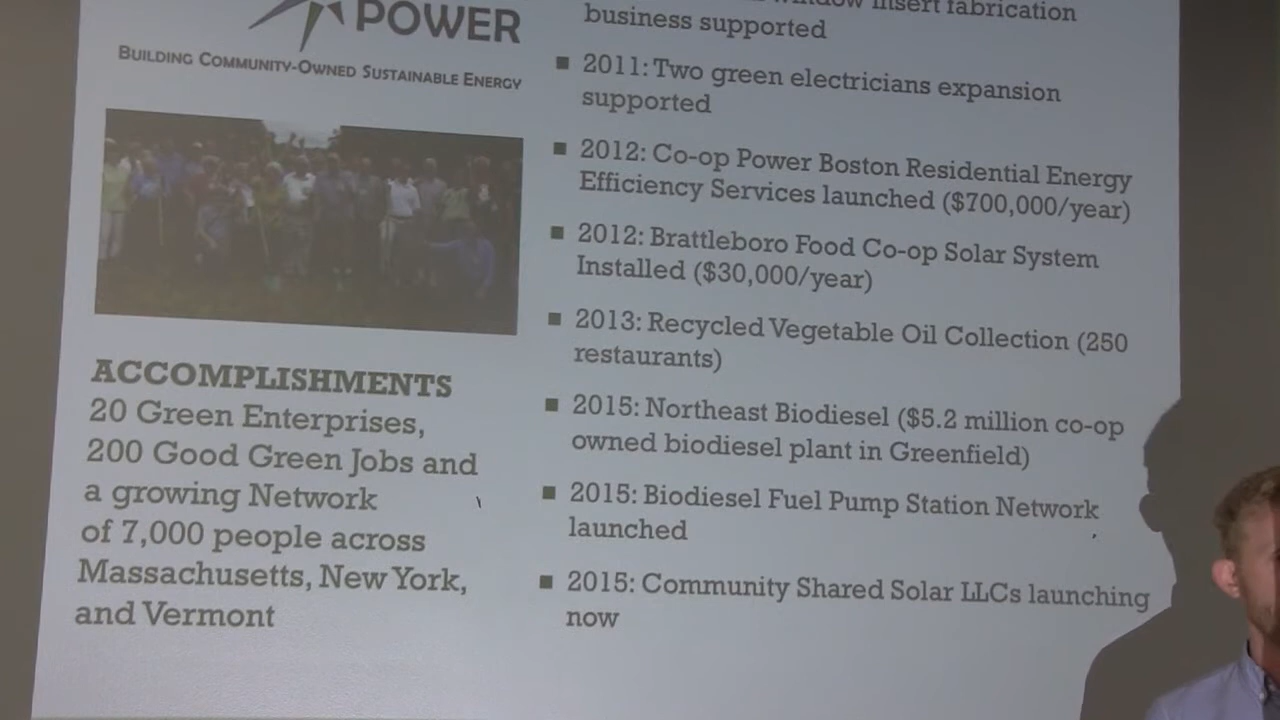 POWER
BUILDING COMMUNITY-OWNED SUSTAINABLE ENERGY
ACCOMPLISHMENTS
20 Green Enterprises,
200 Good Green Jobs and
a growing Network
of 7,000 people across
Massachusetts, New York,
and Vermont
insert fabrication
business supported
2011: Two green electricians expansion
supported
2012: Co-op Power Boston Residential Energy
Efficiency Services launched ($700,000/year)
2012: Brattleboro Food Co-op Solar System
Installed ($30,000/year)
2013: Recycled Vegetable Oil Collection (250
restaurants)
2015: Northeast Biodiesel ($5.2 million co-op
owned biodiesel plant in Greenfield)
2015: Biodiesel Fuel Pump Station Network
launched
2015: Community Shared Solar LLCs launching
now